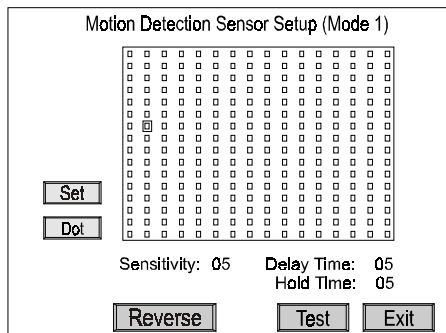 Motion Detection Sensor Setup (Mode 1)
Set
Dot
Sensitivity: 05 Delay Time: 05
Hold Time: 05
Reverse Test Exit